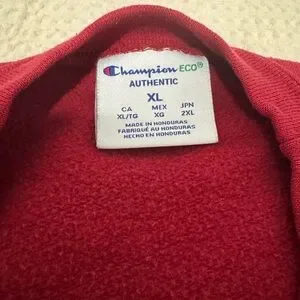 Champion ECO®
AUTHENTIC
XL
CA MEX JPN
XL/TG XG 2XL
MADE IN HONDURAS
FABRIQUÉ AU HONDURAS
HECHO EN HONDURAS